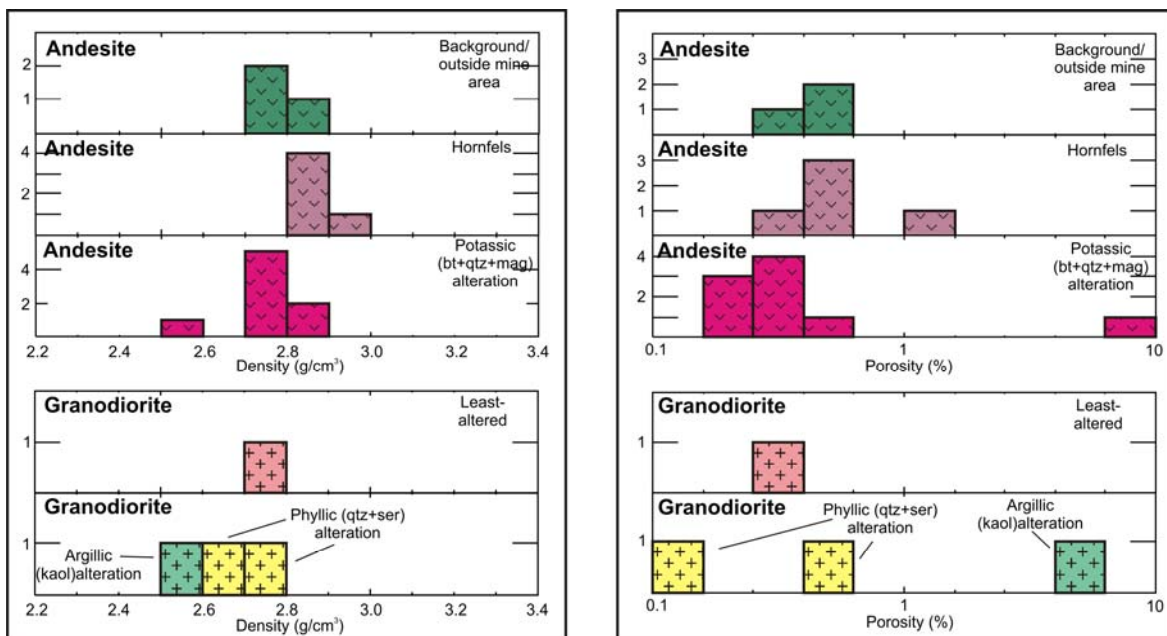 Andesite
Background/
outside mine
area
2
1
Andesite
Hornfels
4
2
Andesite
Potassic
(bt+qtz+mag)
alteration
4
2
2.2 2.4 2.6 2.8 3.0 3.2 3.4
Density (g/cm³)
Granodiorite
Least-
altered
1
Granodiorite
Phyllic (qtz+ser)
alteration
Argillic
(kaol)alteration
1
2.2 2.4 2.6 2.8 3.0 3.2 3.4
Density (g/cm³)
Andesite
Background/
outside mine
area
3
2
1
Andesite
Hornfels
3
2
1
Andesite
Potassic
(bt+qtz+mag)
alteration
4
2
0.1 1 10
Porosity (%)
Granodiorite
Least-
altered
1
Granodiorite
Phyllic (qtz+ser)
alteration
Argillic
(kaol)alteration
1
0.1 1 10
Porosity (%)